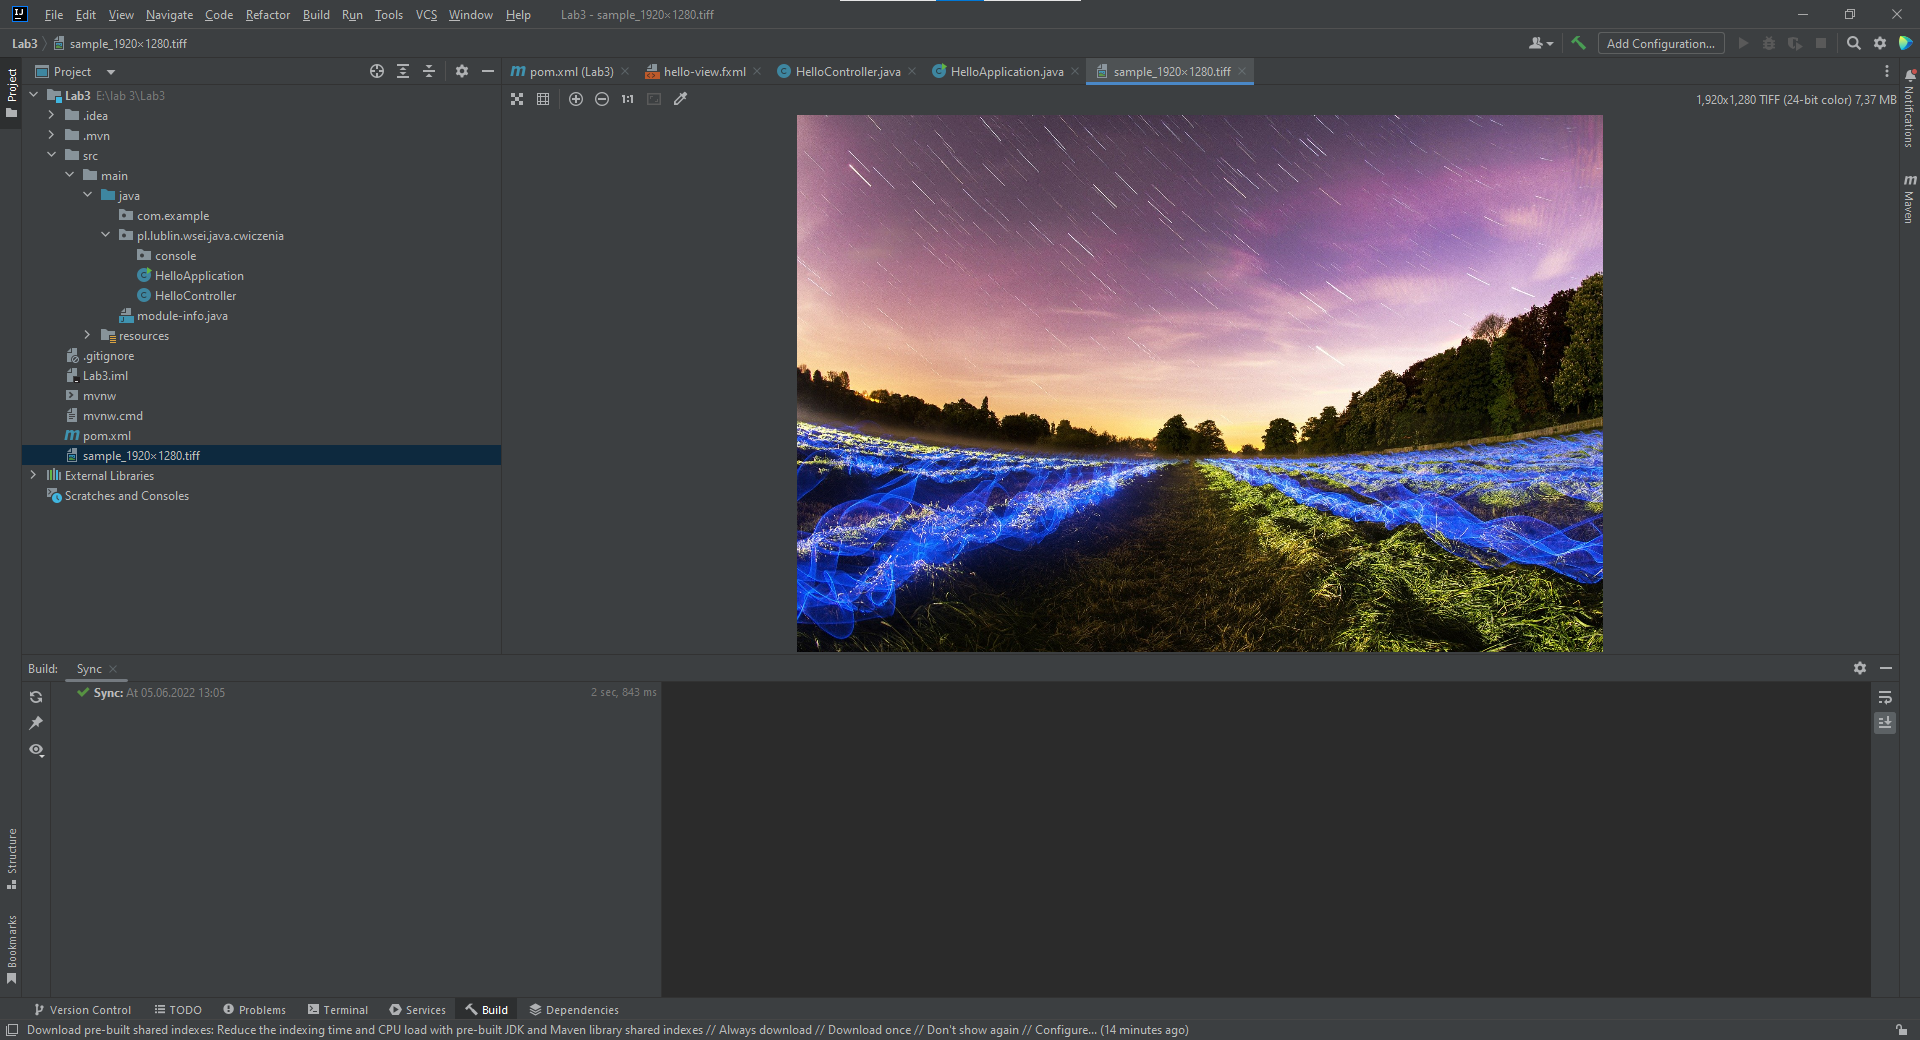 IJ File Edit View Navigate Code Refactor Build Run Tools VCS Window Help Lab3 - sample_1920×1280.tiff
Lab3 sample_1920×1280.tiff Add Configuration...
Project pom.xml (Lab3) hello-view.fxml HelloController.java HelloApplication.java sample_1920×1280.tiff
1:1 1,920x1,280 TIFF (24-bit color) 7,37 MB
Project
Notifications
Maven
Structure
Bookmarks
Lab3 E:\lab 3\Lab3
.idea
.mvn
src
main
java
com.example
pl.lublin.wsei.java.cwiczenia
console
HelloApplication
HelloController
module-info.java
resources
.gitignore
Lab3.iml
mvnw
mvnw.cmd
pom.xml
sample_1920×1280.tiff
External Libraries
Scratches and Consoles
Build: Sync
Sync: At 05.06.2022 13:05 2 sec, 843 ms
Version Control TODO Problems Terminal Services Build Dependencies
Download pre-built shared indexes: Reduce the indexing time and CPU load with pre-built JDK and Maven library shared indexes // Always download // Download once // Don't show again // Configure... (14 minutes ago)